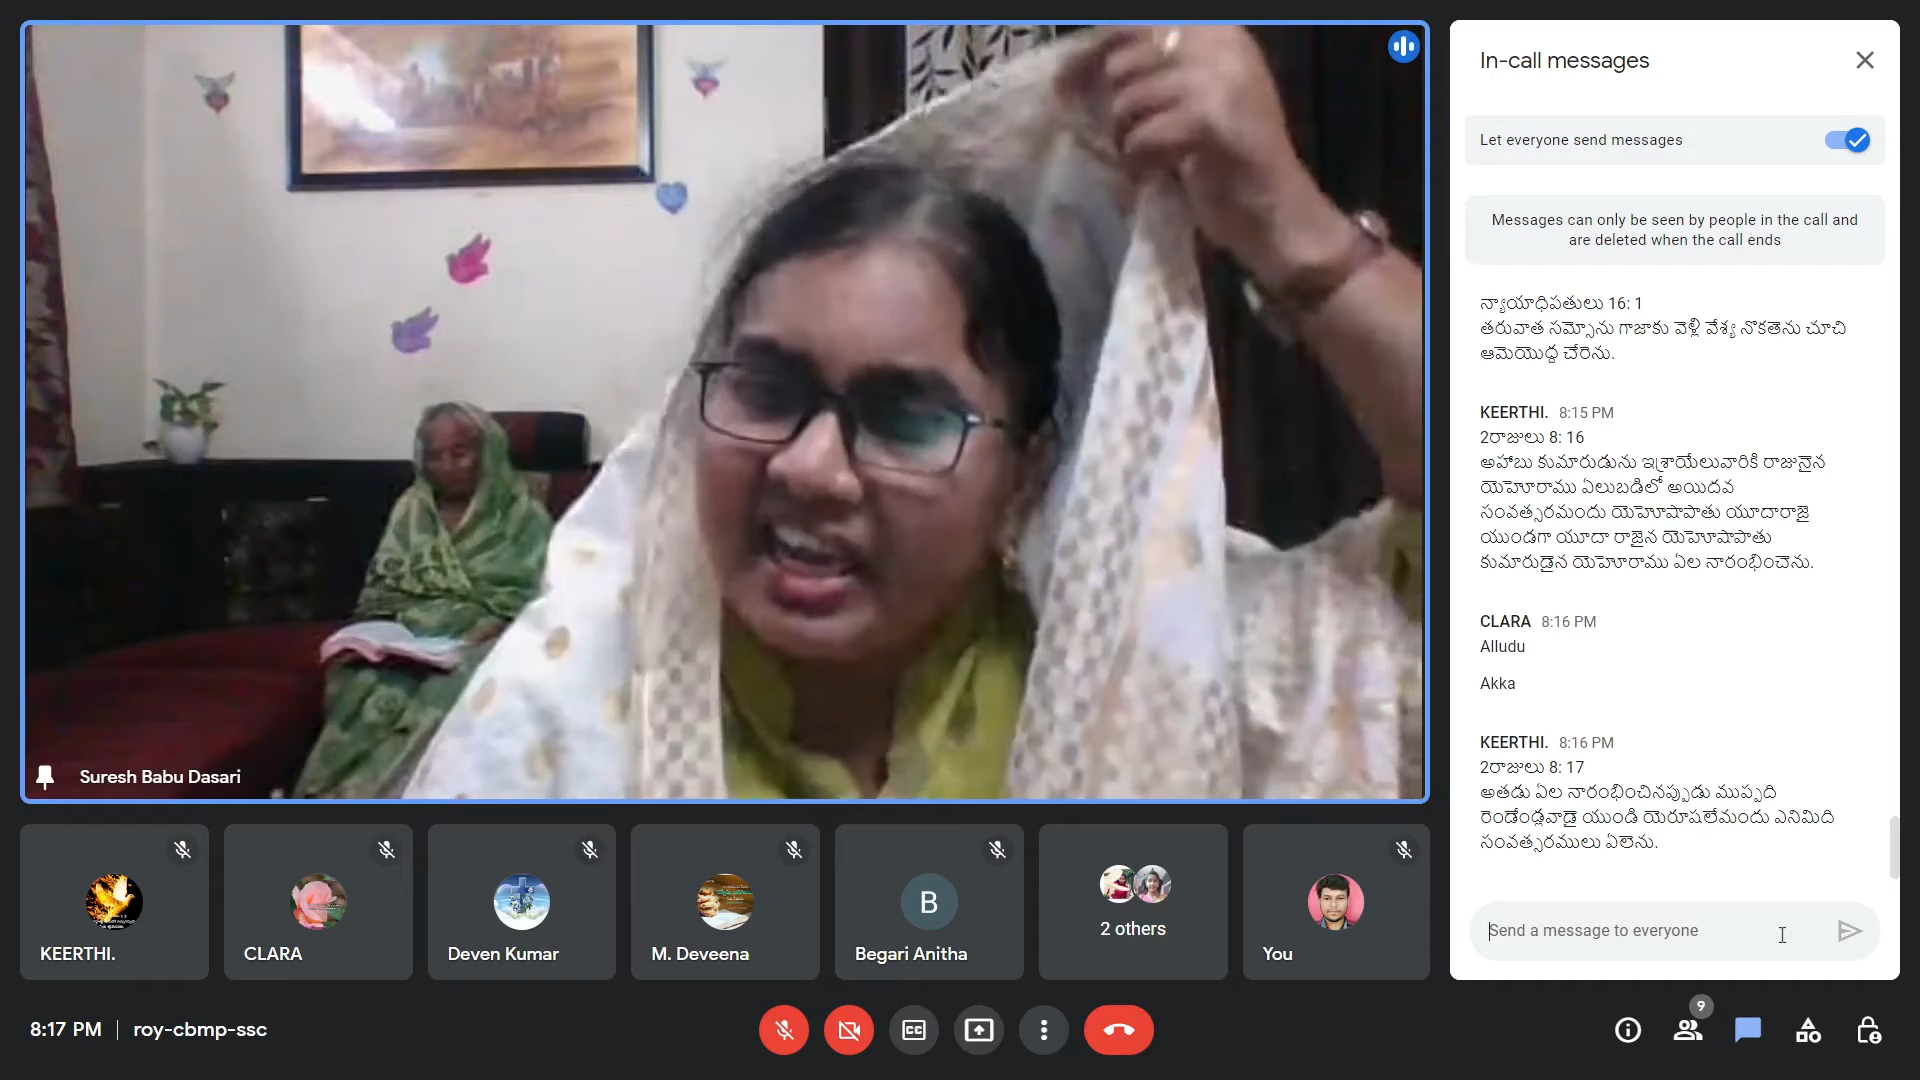 In-call messages
Let everyone send messages
Messages can only be seen by people in the call and
are deleted when the call ends
న్యాయాధిపతులు 16: 1
తరువాత సమ్సోను గాజాకు వెళ్లి వేశ్య నొకతెను చూచి
ఆమెయొద్ద చేరెను.
KEERTHI. 8:15 PM
2రాజులు 8: 16
అహాబు కుమారుడును ఇశ్రాయేలువారికి రాజునైన
యెహోరాము ఏలుబడిలో అయిదవ
సంవత్సరమందు యెహోషాపాతు యూదారాజై
యుండగా యూదా రాజైన యెహోషాపాతు
కుమారుడైన యెహోరాము ఏల నారంభించెను.
CLARA 8:16 PM
Alludu
Akka
KEERTHI. 8:16 PM
2రాజులు 8: 17
అతడు ఏల నారంభించినప్పుడు ముప్పది
రెండేండ్లవాడై యుండి యెరూషలేమందు ఎనిమిది
సంవత్సరములు ఏలెను.
Send a message to everyone
Suresh Babu Dasari
KEERTHI.
CLARA
Deven Kumar
M. Deveena
B
Begari Anitha
2 others
You
8:17 PM | roy-cbmp-ssc
CC
9